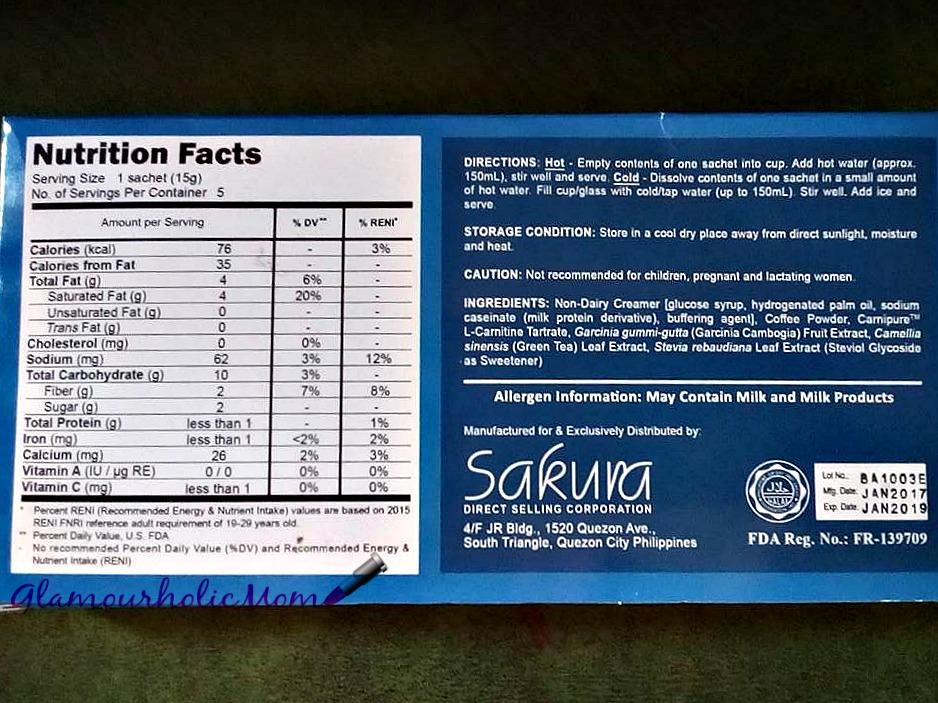 Nutrition Facts
Serving Size 1 sachet (15g)
No. of Servings Per Container 5
Amount per Serving % DV** % RENI*
Calories (kcal) 76 - 3%
Calories from Fat 35 - -
Total Fat (g) 4 6% -
Saturated Fat (g) 4 20% -
Unsaturated Fat (g) 0 - -
Trans Fat (g) 0 - -
Cholesterol (mg) 0 0% -
Sodium (mg) 62 3% 12%
Total Carbohydrate (g) 10 3% -
Fiber (g) 2 7% 8%
Sugar (g) 2 - -
Total Protein (g) less than 1 - 1%
Iron (mg) less than 1 <2% 2%
Calcium (mg) 26 2% 3%
Vitamin A (IU / µg RE) 0 / 0 0% 0%
Vitamin C (mg) less than 1 0% 0%
* Percent RENI (Recommended Energy & Nutrient Intake) values are based on 2015
RENI FNRI reference adult requirement of 19-29 years old.
** Percent Daily Value, U.S. FDA
- No recommended Percent Daily Value (%DV) and Recommended Energy &
Nutrient Intake (RENI)
GlamourholicMom
DIRECTIONS: Hot - Empty contents of one sachet into cup. Add hot water (approx.
150mL), stir well and serve. Cold - Dissolve contents of one sachet in a small amount
of hot water. Fill cup/glass with cold/tap water (up to 150mL). Stir well. Add ice and
serve.
STORAGE CONDITION: Store in a cool dry place away from direct sunlight, moisture
and heat.
CAUTION: Not recommended for children, pregnant and lactating women.
INGREDIENTS: Non-Dairy Creamer [glucose syrup, hydrogenated palm oil, sodium
caseinate (milk protein derivative), buffering agent], Coffee Powder, Carnipure™
L-Carnitine Tartrate, Garcinia gummi-gutta (Garcinia Cambogia) Fruit Extract, Camellia
sinensis (Green Tea) Leaf Extract, Stevia rebaudiana Leaf Extract (Steviol Glycoside
as Sweetener)
Allergen Information: May Contain Milk and Milk Products
Manufactured for & Exclusively Distributed by:
Sakura
DIRECT SELLING CORPORATION
4/F JR Bldg., 1520 Quezon Ave.,
South Triangle, Quezon City Philippines
Lot No.. BA1003E
Mfg. Date: JAN2017
Exp. Date: JAN2019
FDA Reg. No.: FR-139709